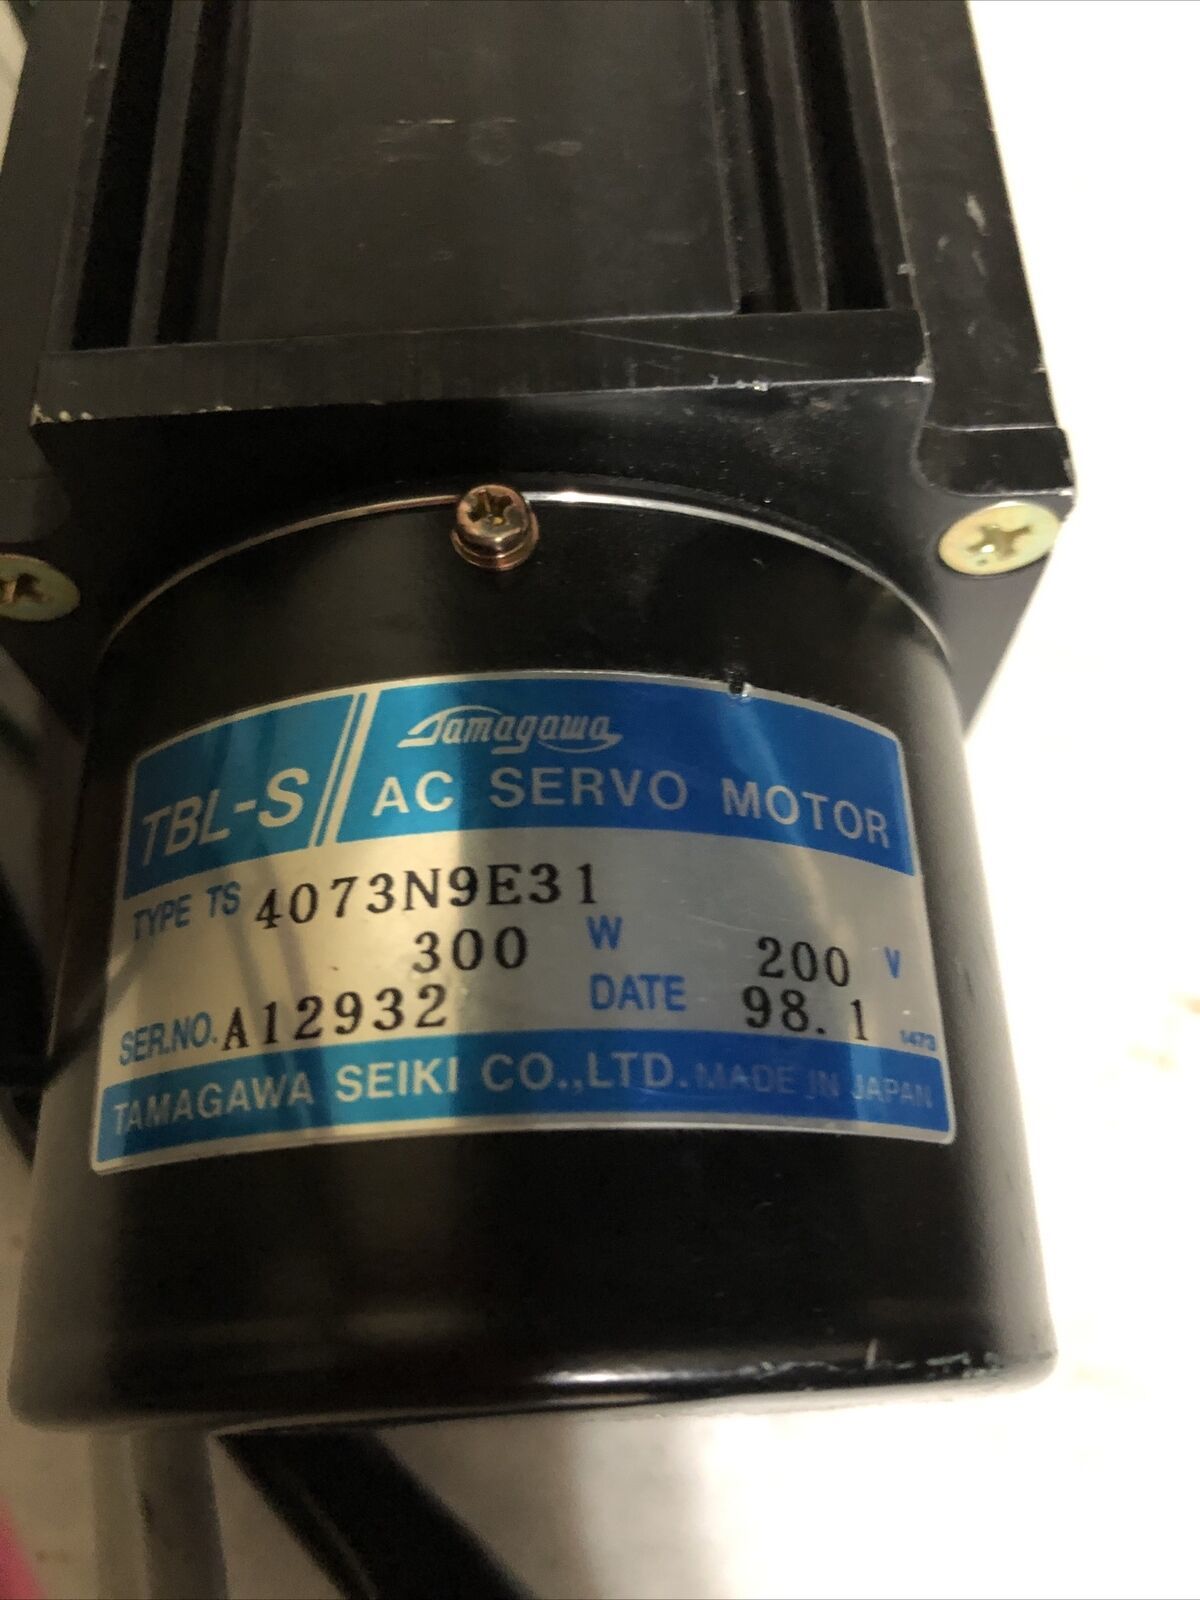 Tamagawa
TBL-S AC SERVO MOTOR
TYPE TS 4073N9E31
300 W 200 V
SER.NO. A12932 DATE 98.1 1473
TAMAGAWA SEIKI CO.,LTD. MADE IN JAPAN